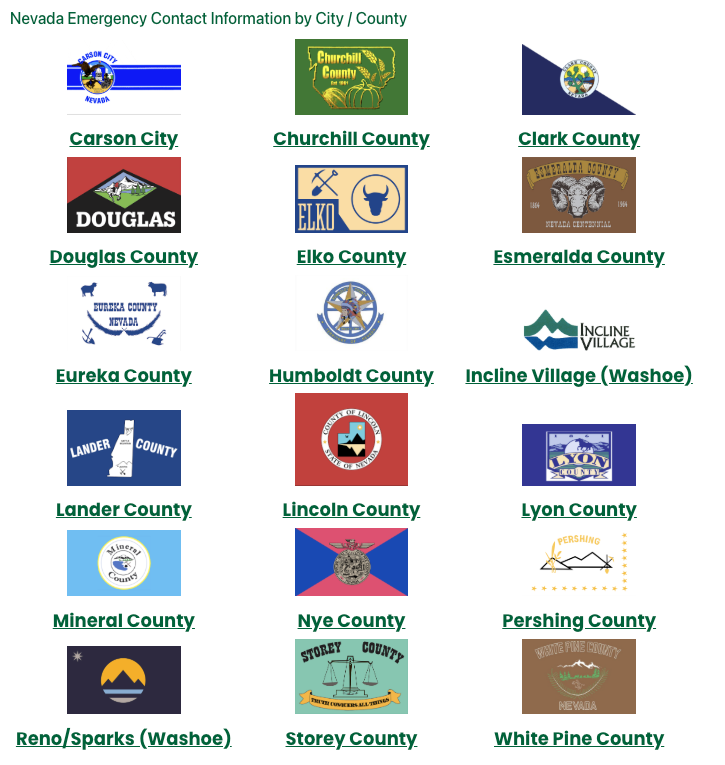 Nevada Emergency Contact Information by City / County
CARSON CITY
NEVADA
Carson City
Churchill
County
Churchill County
CLARK COUNTY
NEVADA
Clark County
DOUGLAS
Douglas County
ELKO
Elko County
ESMERALDA COUNTY
1864
1964
NEVADA CENTENNIAL
Esmeralda County
EUREKA COUNTY
NEVADA
Eureka County
Humboldt County
INCLINE
VILLAGE
Incline Village (Washoe)
LANDER COUNTY
Lander County
COUNTY OF LINCOLN
STATE OF NEVADA
Lincoln County
LYON
COUNTY
Lyon County
Mineral
County
Mineral County
Nye County
PERSHING
Pershing County
Reno/Sparks (Washoe)
STOREY COUNTY
TRUTH CONQUERS ALL THINGS
Storey County
WHITE PINE COUNTY
NEVADA
White Pine County